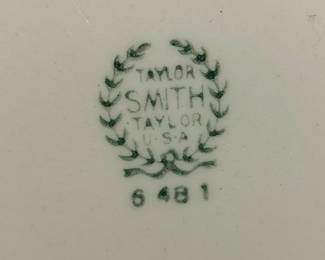 TAYLOR
SMITH
TAYLOR
U·S·A
6 48 1